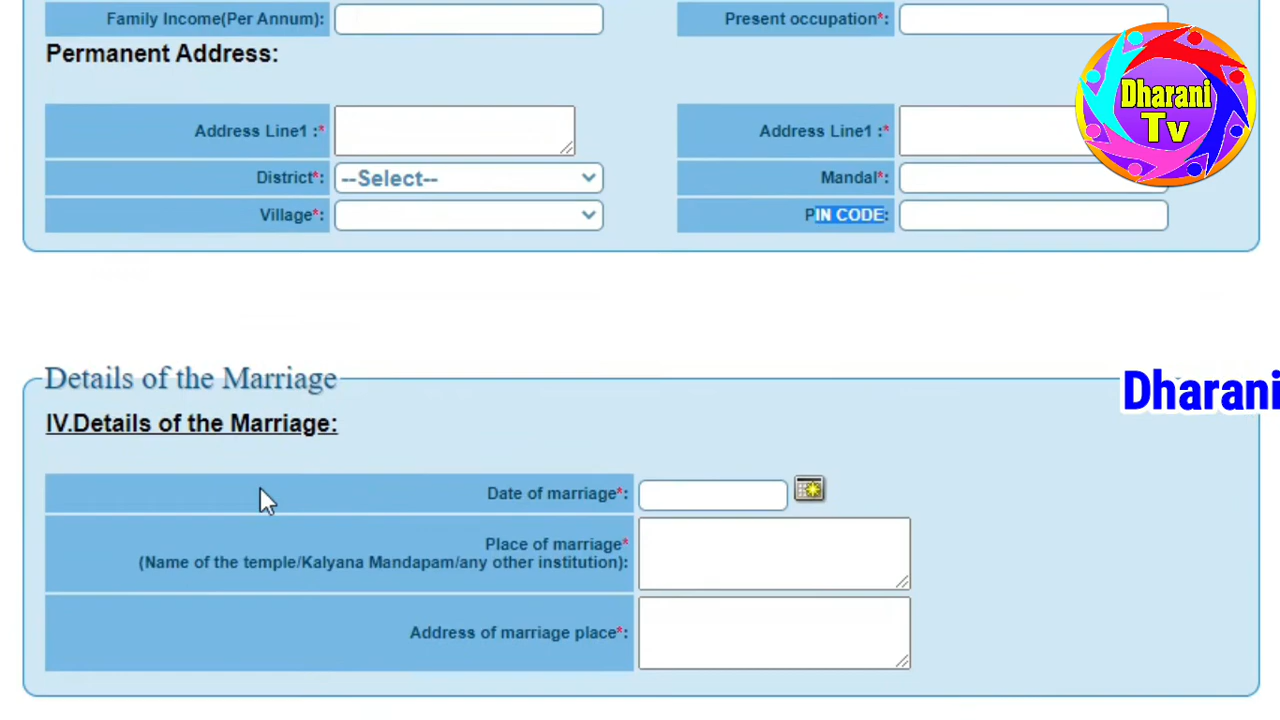 Family Income(Per Annum):
Present occupation*:
Permanent Address:
Address Line1 :*
Address Line1 :*
District*:
--Select--
Mandal*:
Village*:
PIN CODE:
Dharani
Tv
Details of the Marriage
Dharani
IV.Details of the Marriage:
Date of marriage*:
Place of marriage*
(Name of the temple/Kalyana Mandapam/any other institution):
Address of marriage place*: